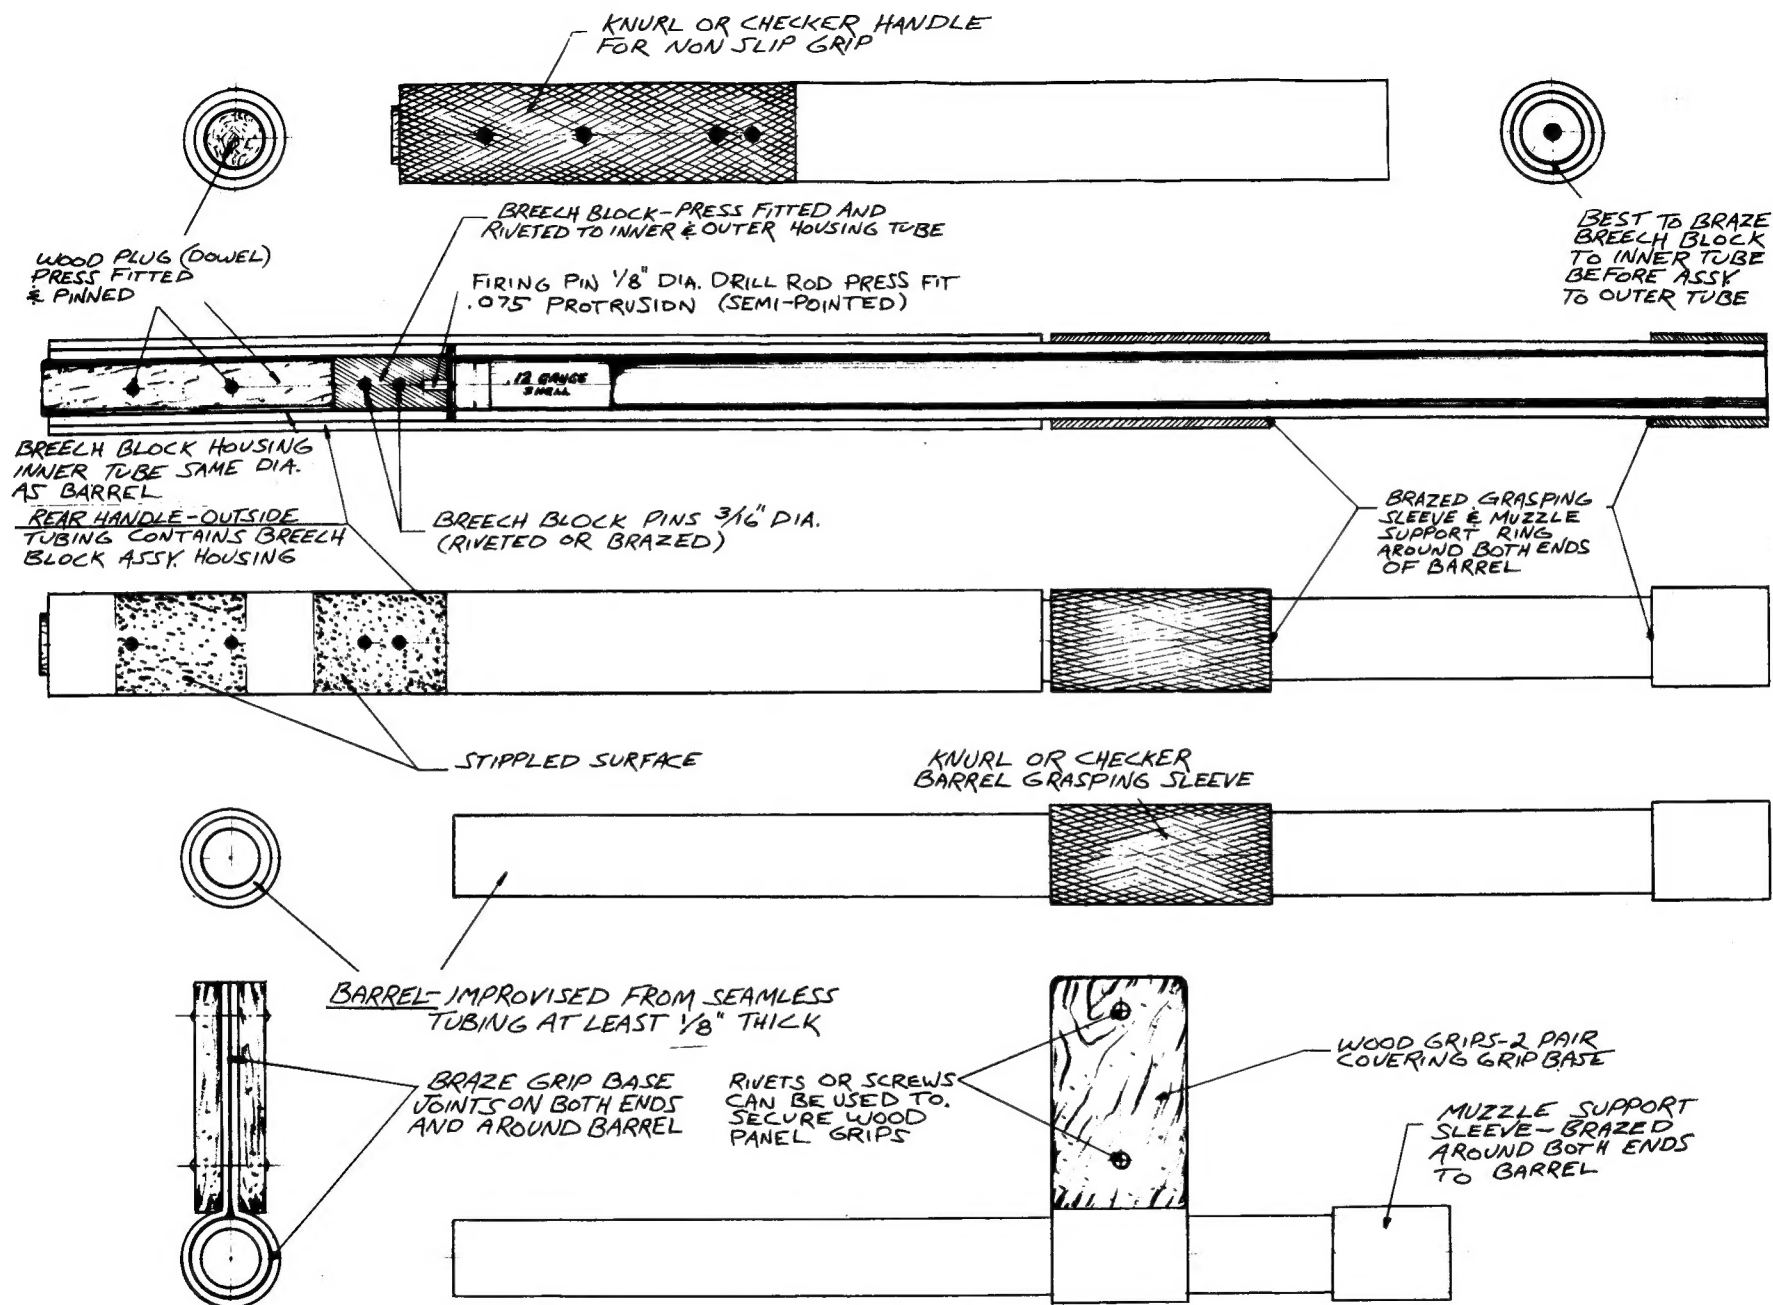 KNURL OR CHECKER HANDLE
FOR NON SLIP GRIP
BREECH BLOCK-PRESS FITTED AND
RIVETED TO INNER & OUTER HOUSING TUBE
WOOD PLUG (DOWEL)
PRESS FITTED
& PINNED
FIRING PIN 1/8" DIA. DRILL ROD PRESS FIT
.075 PROTRUSION (SEMI-POINTED)
BEST TO BRAZE
BREECH BLOCK
TO INNER TUBE
BEFORE ASSY.
TO OUTER TUBE
.12 GAUGE
SHELL
BREECH BLOCK HOUSING
INNER TUBE SAME DIA.
AS BARREL
REAR HANDLE-OUTSIDE
TUBING CONTAINS BREECH
BLOCK ASSY. HOUSING
BREECH BLOCK PINS 3/16" DIA.
(RIVETED OR BRAZED)
BRAZED GRASPING
SLEEVE & MUZZLE
SUPPORT RING
AROUND BOTH ENDS
OF BARREL
STIPPLED SURFACE
KNURL OR CHECKER
BARREL GRASPING SLEEVE
BARREL-IMPROVISED FROM SEAMLESS
TUBING AT LEAST 1/8" THICK
BRAZE GRIP BASE
JOINTS ON BOTH ENDS
AND AROUND BARREL
RIVETS OR SCREWS
CAN BE USED TO.
SECURE WOOD
PANEL GRIPS
WOOD GRIPS-2 PAIR
COVERING GRIP BASE
MUZZLE SUPPORT
SLEEVE-BRAZED
AROUND BOTH ENDS
TO BARREL